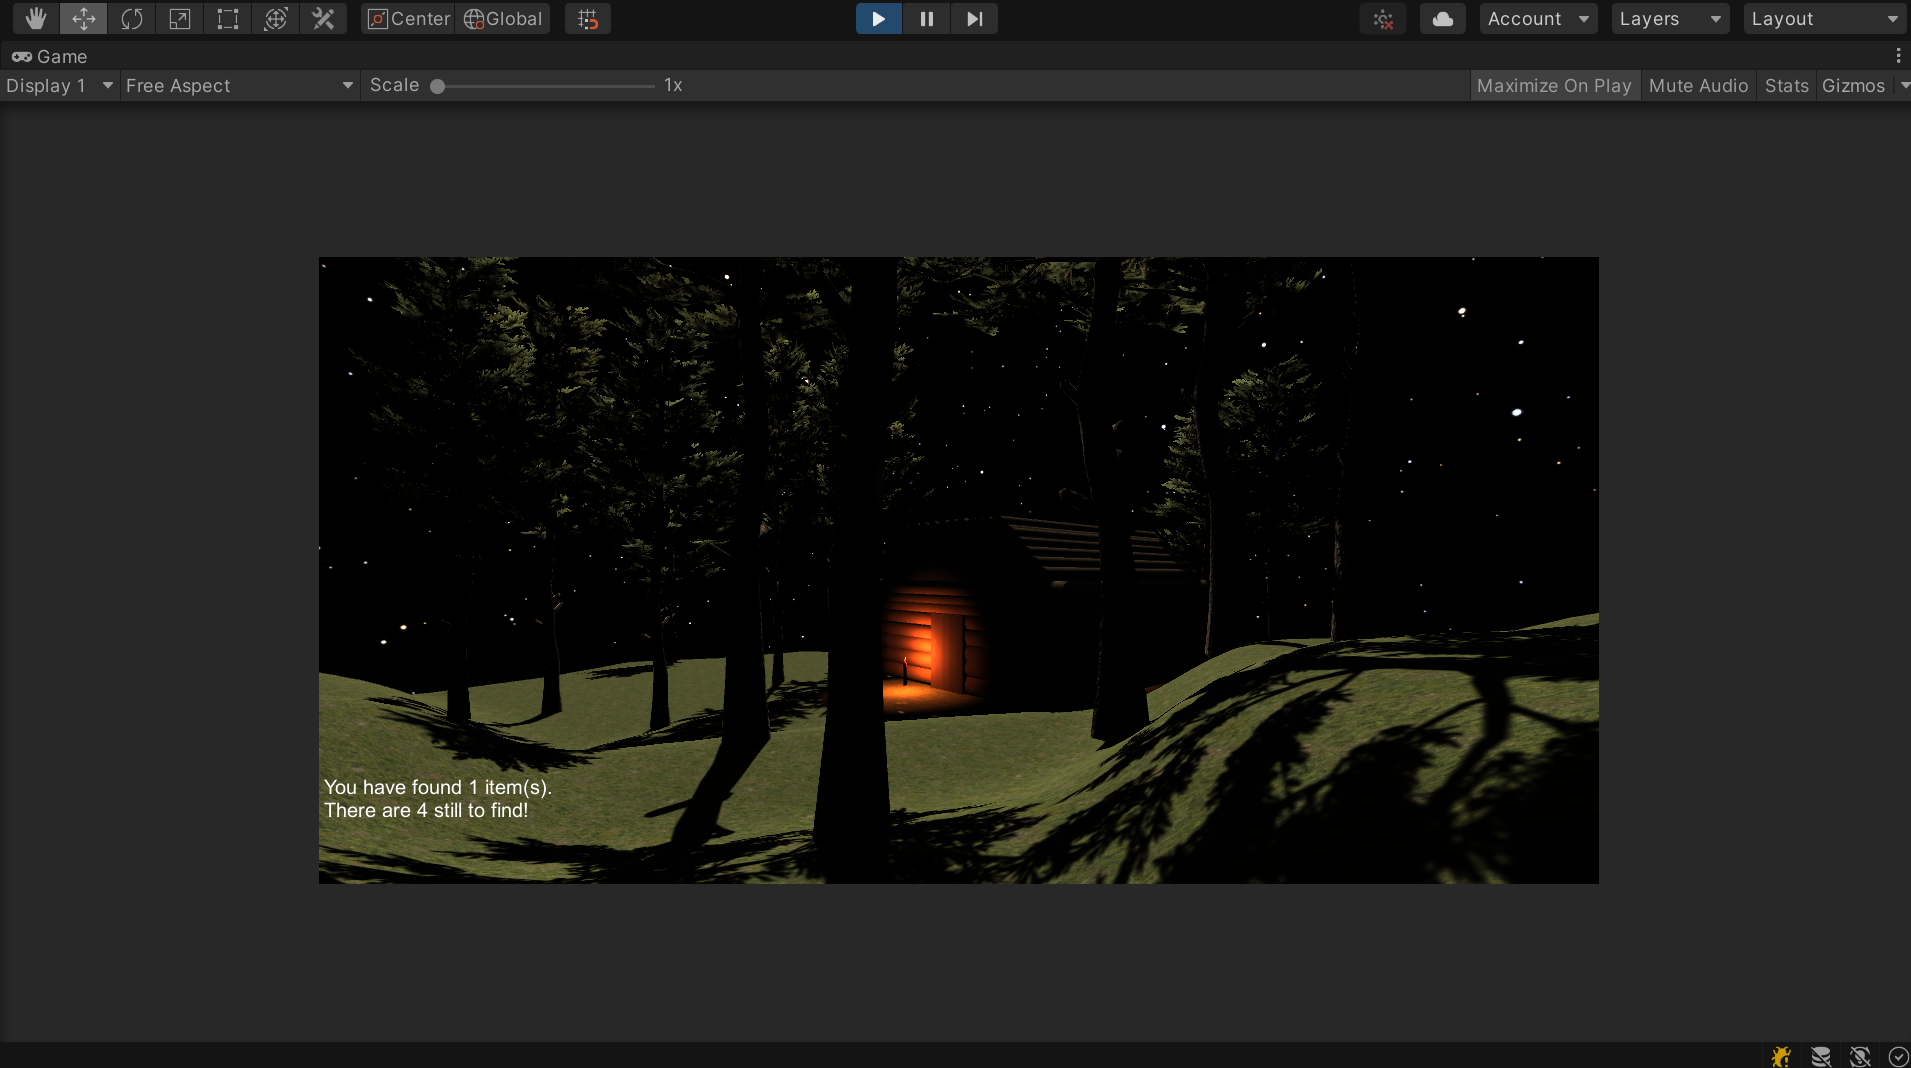 Center
Global
Account
Layers
Layout
Game
Display 1
Free Aspect
Scale
1x
Maximize On Play
Mute Audio
Stats
Gizmos
You have found 1 item(s).
There are 4 still to find!